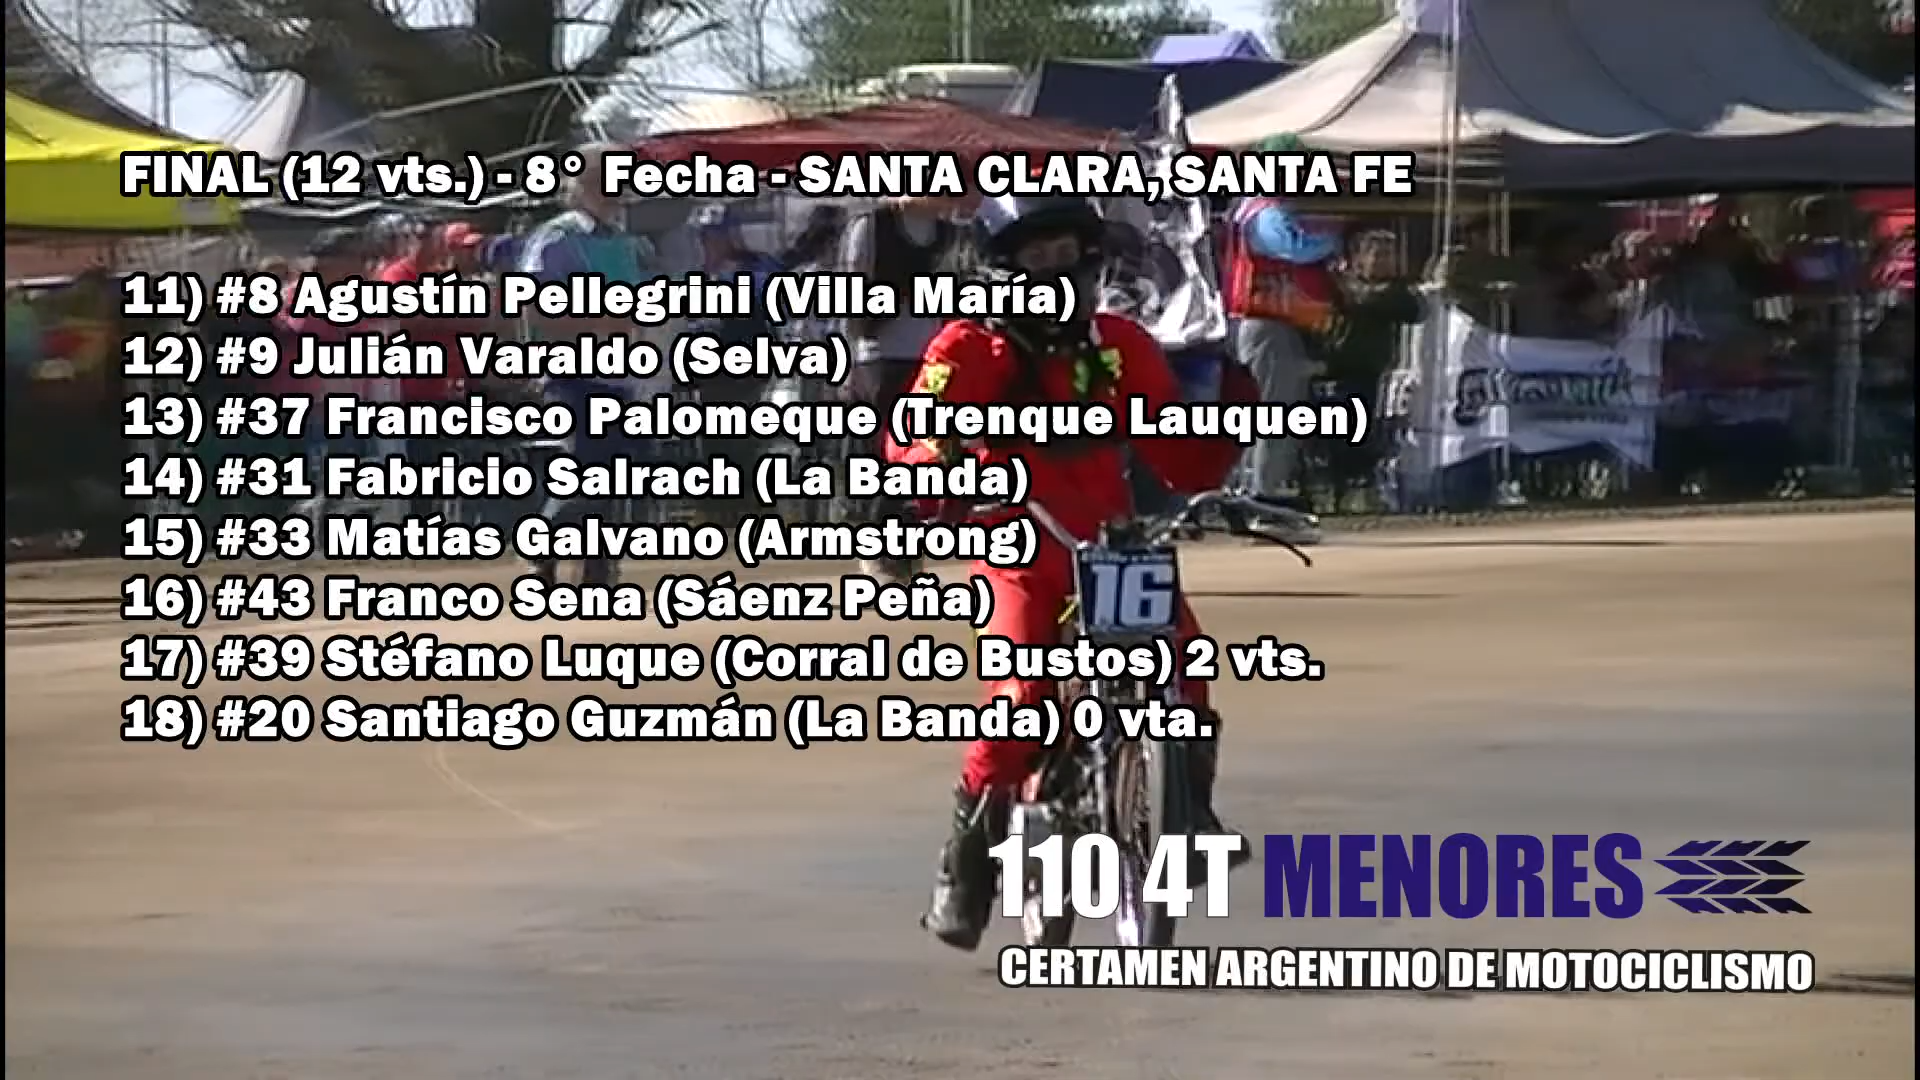 FINAL (12 vts.) - 8° Fecha - SANTA CLARA, SANTA FE
11) #8 Agustín Pellegrini (Villa María)
12) #9 Julián Varaldo (Selva)
13) #37 Francisco Palomeque (Trenque Lauquen)
14) #31 Fabricio Salrach (La Banda)
15) #33 Matías Galvano (Armstrong)
16) #43 Franco Sena (Sáenz Peña)
17) #39 Stéfano Luque (Corral de Bustos) 2 vts.
18) #20 Santiago Guzmán (La Banda) 0 vta.
16
110 4T MENORES
CERTAMEN ARGENTINO DE MOTOCICLISMO